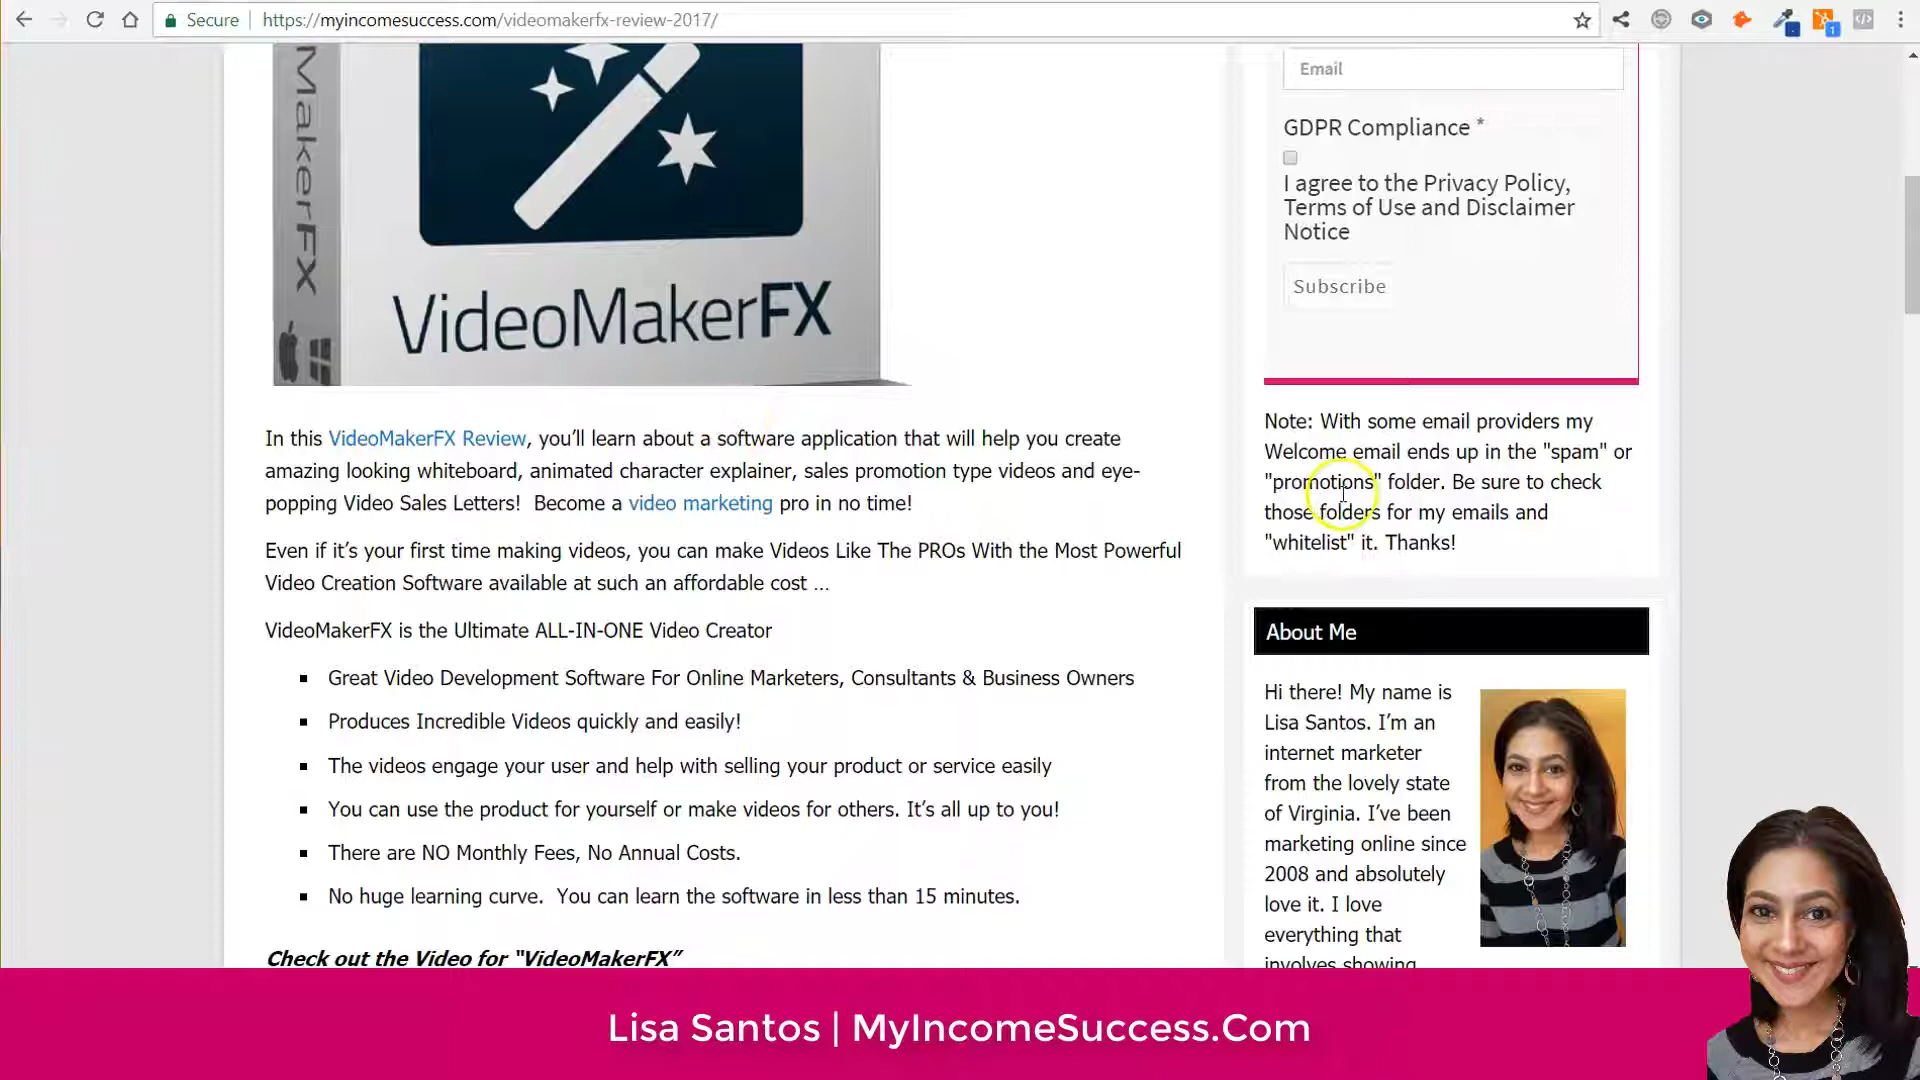 Secure https://myincomesuccess.com/videomakerfx-review-2017/
MakerFX
VideoMakerFX
In this VideoMakerFX Review, you'll learn about a software application that will help you create
amazing looking whiteboard, animated character explainer, sales promotion type videos and eye-
popping Video Sales Letters! Become a video marketing pro in no time!
Even if it's your first time making videos, you can make Videos Like The PROs With the Most Powerful
Video Creation Software available at such an affordable cost …
VideoMakerFX is the Ultimate ALL-IN-ONE Video Creator
Great Video Development Software For Online Marketers, Consultants & Business Owners
Produces Incredible Videos quickly and easily!
The videos engage your user and help with selling your product or service easily
You can use the product for yourself or make videos for others. It's all up to you!
There are NO Monthly Fees, No Annual Costs.
No huge learning curve. You can learn the software in less than 15 minutes.
Check out the Video for "VideoMakerFX"
Email
GDPR Compliance *
I agree to the Privacy Policy,
Terms of Use and Disclaimer
Notice
Subscribe
Note: With some email providers my
Welcome email ends up in the "spam" or
"promotions" folder. Be sure to check
those folders for my emails and
"whitelist" it. Thanks!
About Me
Hi there! My name is
Lisa Santos. I'm an
internet marketer
from the lovely state
of Virginia. I've been
marketing online since
2008 and absolutely
love it. I love
everything that
involves showing
Lisa Santos | MyIncomeSuccess.Com
1